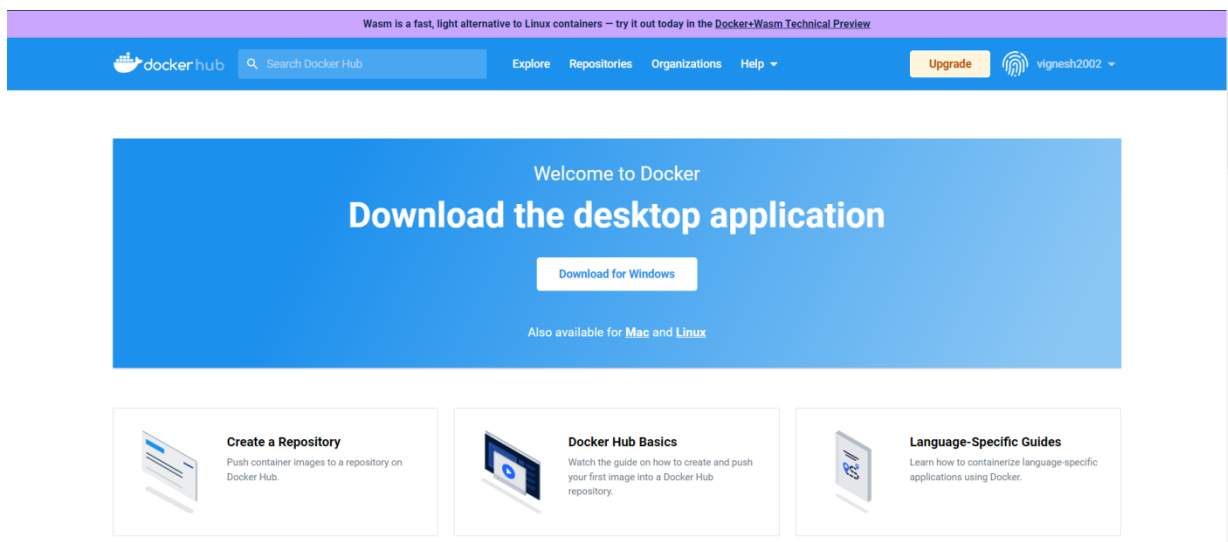 Wasm is a fast, light alternative to Linux containers — try it out today in the Docker+Wasm Technical Preview
dockerhub Search Docker Hub Explore Repositories Organizations Help Upgrade vignesh2002
Welcome to Docker
Download the desktop application
Download for Windows
Also available for Mac and Linux
Create a Repository
Push container images to a repository on
Docker Hub.
Docker Hub Basics
Watch the guide on how to create and push
your first image into a Docker Hub
repository.
Language-Specific Guides
Learn how to containerize language-specific
applications using Docker.